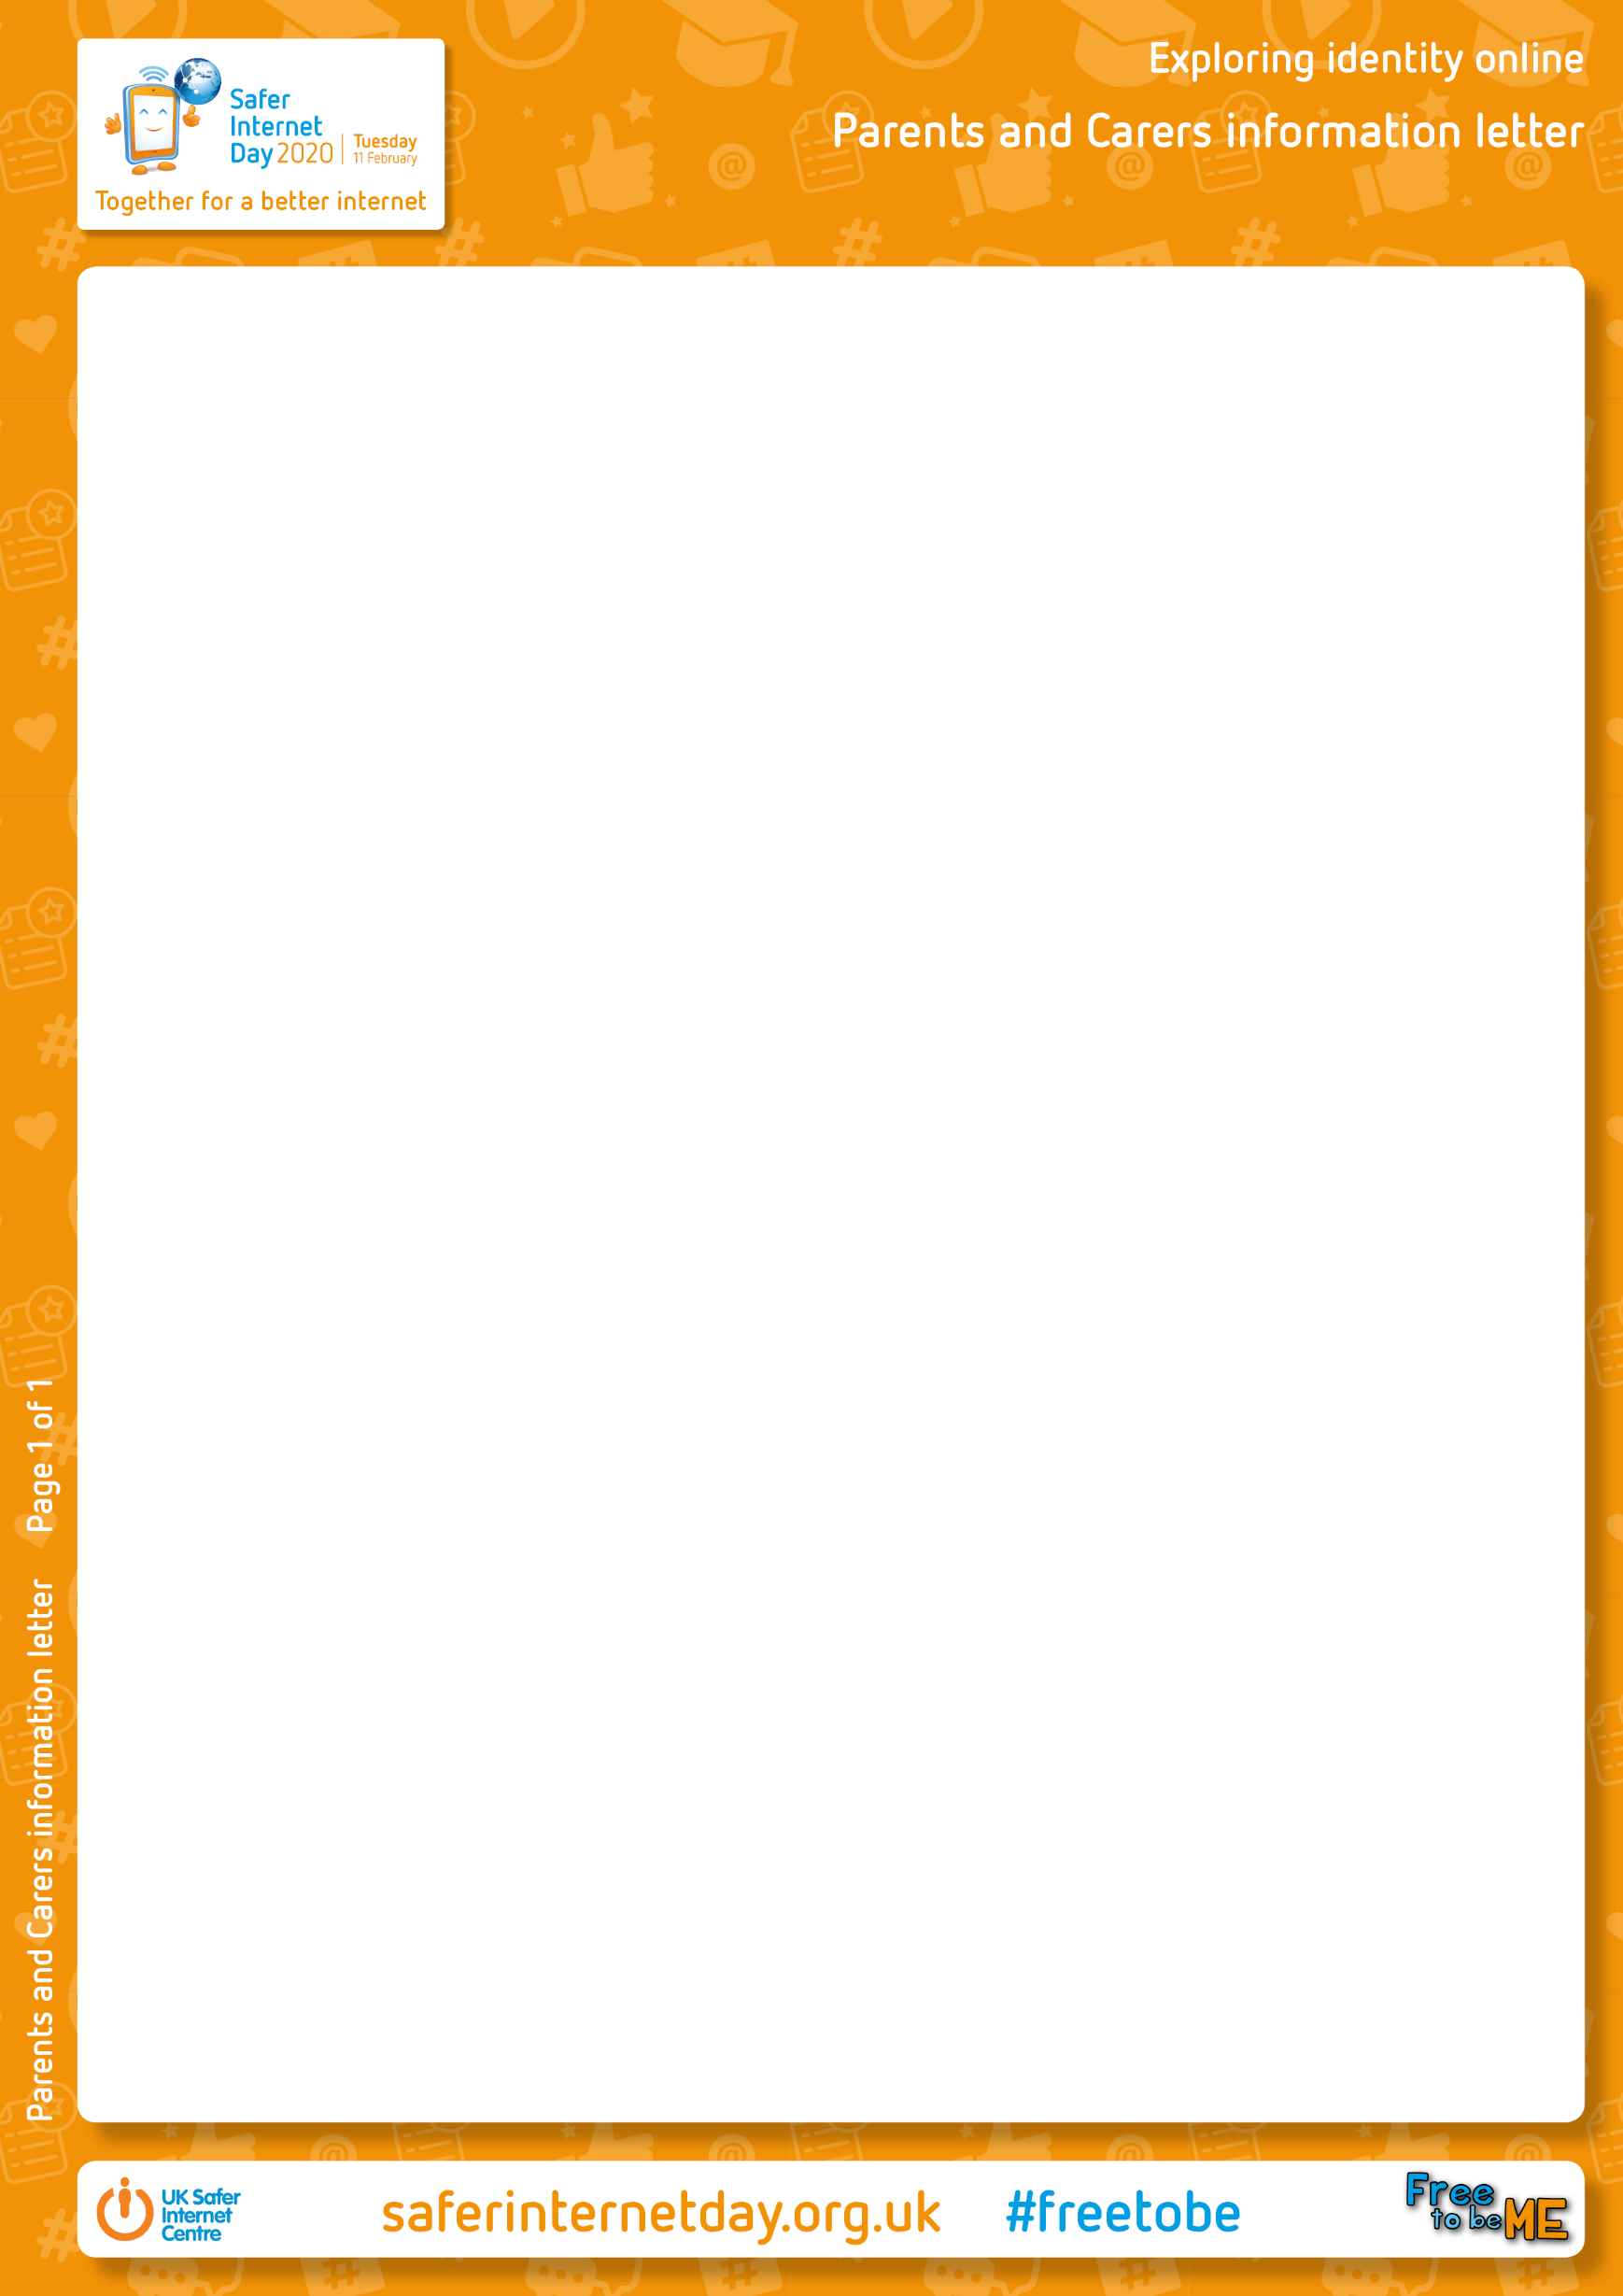 Exploring identity online
Parents and Carers information letter
Safer
Internet
Day 2020 | Tuesday
11 February
Together for a better internet
Parents and Carers information letter Page 1 of 1
UK Safer
Internet
Centre
saferinternetday.org.uk #freetobe
Free
to be ME